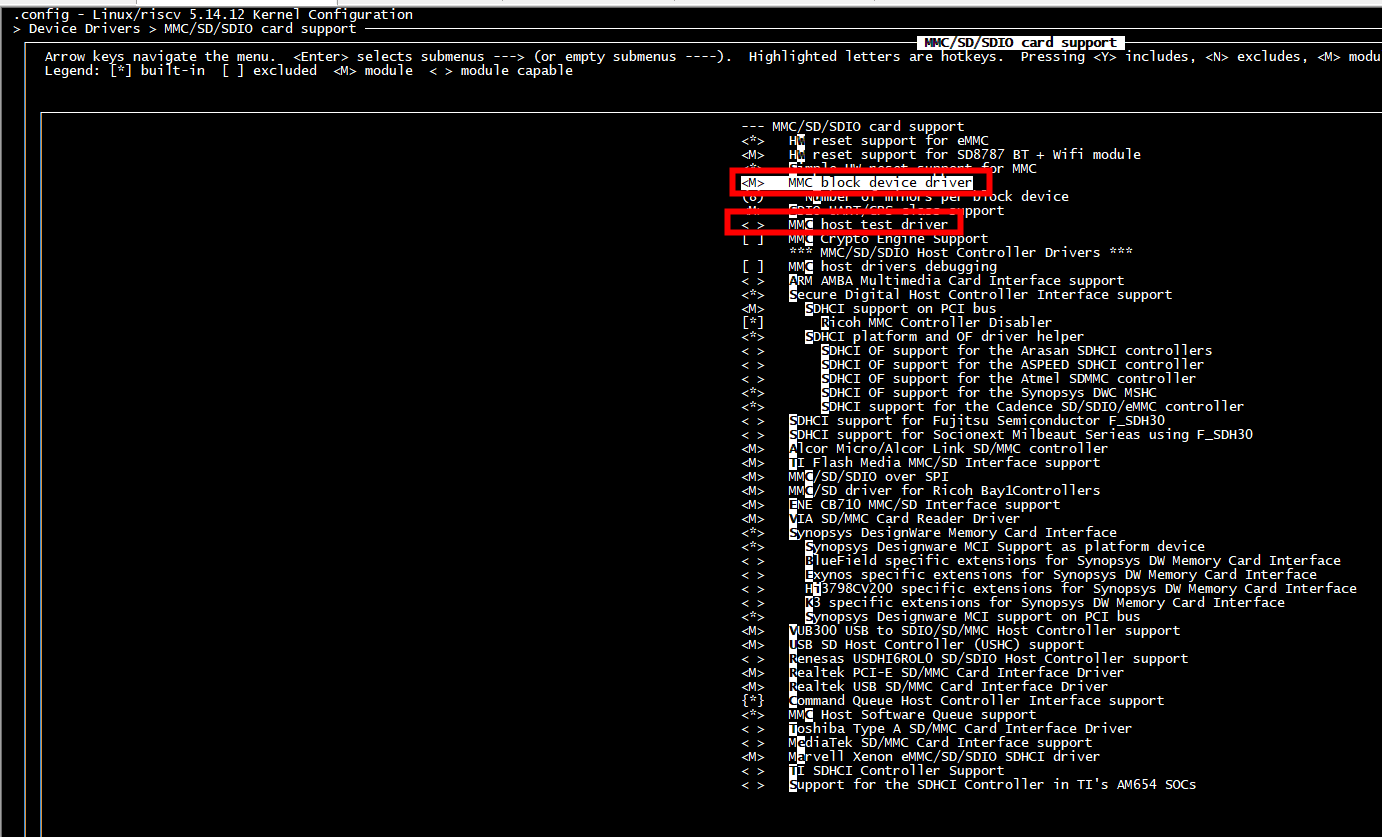 .config - Linux/riscv 5.14.12 Kernel Configuration
> Device Drivers > MMC/SD/SDIO card support
MMC/SD/SDIO card support
Arrow keys navigate the menu. <Enter> selects submenus ---> (or empty submenus ----). Highlighted letters are hotkeys. Pressing <Y> includes, <N> excludes, <M> modu
Legend: [*] built-in [ ] excluded <M> module < > module capable
--- MMC/SD/SDIO card support
<*> HW reset support for eMMC
<M> HW reset support for SD8787 BT + Wifi module
<*> Simple HW reset support for MMC
<M> MMC block device driver
(8) Number of minors per block device
<M> SDIO UART/GPS class support
< > MMC host test driver
[ ] MMC Crypto Engine Support
*** MMC/SD/SDIO Host Controller Drivers ***
[ ] MMC host drivers debugging
< > ARM AMBA Multimedia Card Interface support
<*> Secure Digital Host Controller Interface support
<M> SDHCI support on PCI bus
[*] Ricoh MMC Controller Disabler
<*> SDHCI platform and OF driver helper
< > SDHCI OF support for the Arasan SDHCI controllers
< > SDHCI OF support for the ASPEED SDHCI controller
< > SDHCI OF support for the Atmel SDMMC controller
<*> SDHCI OF support for the Synopsys DWC MSHC
<*> SDHCI support for the Cadence SD/SDIO/eMMC controller
< > SDHCI support for Fujitsu Semiconductor F_SDH30
< > SDHCI support for Socionext Milbeaut Serieas using F_SDH30
<M> Alcor Micro/Alcor Link SD/MMC controller
<M> TI Flash Media MMC/SD Interface support
<M> MMC/SD/SDIO over SPI
<M> MMC/SD driver for Ricoh Bay1Controllers
<M> ENE CB710 MMC/SD Interface support
<M> VIA SD/MMC Card Reader Driver
<*> Synopsys DesignWare Memory Card Interface
<*> Synopsys Designware MCI Support as platform device
< > BlueField specific extensions for Synopsys DW Memory Card Interface
< > Exynos specific extensions for Synopsys DW Memory Card Interface
< > Hi3798CV200 specific extensions for Synopsys DW Memory Card Interface
< > K3 specific extensions for Synopsys DW Memory Card Interface
<*> Synopsys Designware MCI support on PCI bus
<M> VUB300 USB to SDIO/SD/MMC Host Controller support
<M> USB SD Host Controller (USHC) support
< > Renesas USDHI6ROL0 SD/SDIO Host Controller support
<M> Realtek PCI-E SD/MMC Card Interface Driver
<M> Realtek USB SD/MMC Card Interface Driver
{*} Command Queue Host Controller Interface support
<*> MMC Host Software Queue support
< > Toshiba Type A SD/MMC Card Interface Driver
< > MediaTek SD/MMC Card Interface support
<M> Marvell Xenon eMMC/SD/SDIO SDHCI driver
< > TI SDHCI Controller Support
< > Support for the SDHCI Controller in TI's AM654 SOCs